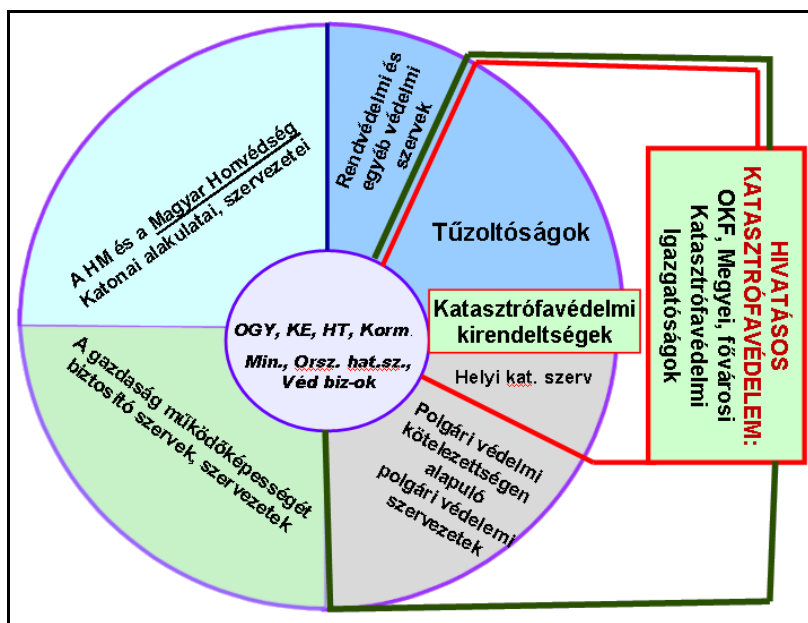 A HM és a Magyar Honvédség
Katonai alakulatai, szervezetei
Rendvédelmi és
egyéb védelmi
szervek
Tűzoltóságok
Katasztrófavédelmi
kirendeltségek
Helyi kat. szerv
OGY, KE, HT, Korm.
Min., Orsz. hat.sz.,
Véd biz-ok
A gazdaság működőképességét
biztosító szervek, szervezetek
Polgári védelmi
kötelezettségen
alapuló
polgári védelemi
szervezetek
HIVATÁSOS
KATASZTRÓFAVÉDELEM:
OKF, Megyei, fővárosi
Katasztrófavédelmi
Igazgatóságok